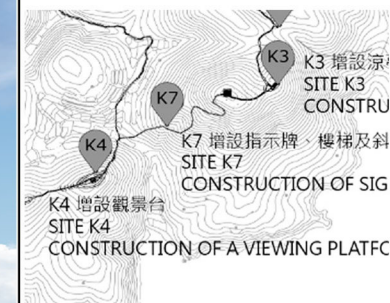 K3
K3 增設涼
SITE K3
CONSTRU
K7
K7 增設指示牌、樓梯及斜
SITE K7
CONSTRUCTION OF SIG
K4
K4 增設觀景台
SITE K4
CONSTRUCTION OF A VIEWING PLATFO